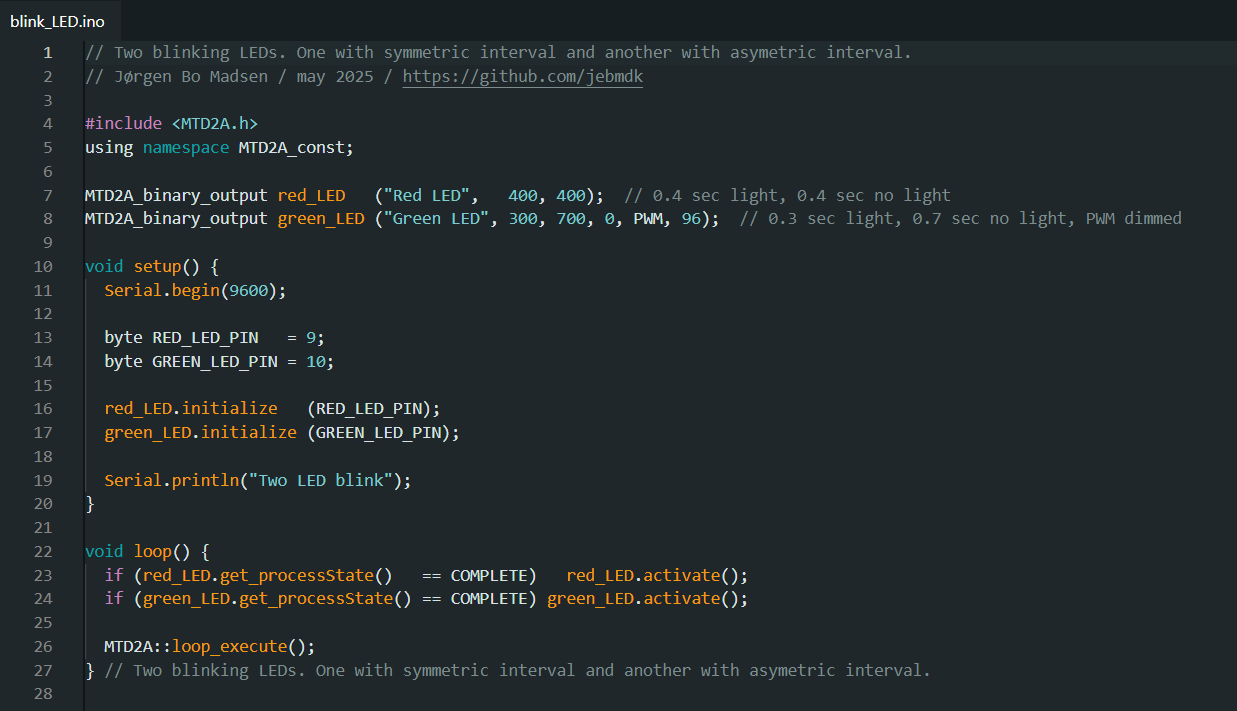 blink_LED.ino
1 // Two blinking LEDs. One with symmetric interval and another with asymetric interval.
2 // Jørgen Bo Madsen / may 2025 / https://github.com/jebmdk
3
4 #include <MTD2A.h>
5 using namespace MTD2A_const;
6
7 MTD2A_binary_output red_LED   ("Red LED",   400, 400);  // 0.4 sec light, 0.4 sec no light
8 MTD2A_binary_output green_LED ("Green LED", 300, 700, 0, PWM, 96);  // 0.3 sec light, 0.7 sec no light, PWM dimmed
9
10 void setup() {
11   Serial.begin(9600);
12
13   byte RED_LED_PIN   = 9;
14   byte GREEN_LED_PIN = 10;
15
16   red_LED.initialize   (RED_LED_PIN);
17   green_LED.initialize (GREEN_LED_PIN);
18
19   Serial.println("Two LED blink");
20 }
21
22 void loop() {
23   if (red_LED.get_processState()   == COMPLETE)   red_LED.activate();
24   if (green_LED.get_processState() == COMPLETE) green_LED.activate();
25
26   MTD2A::loop_execute();
27 } // Two blinking LEDs. One with symmetric interval and another with asymetric interval.
28